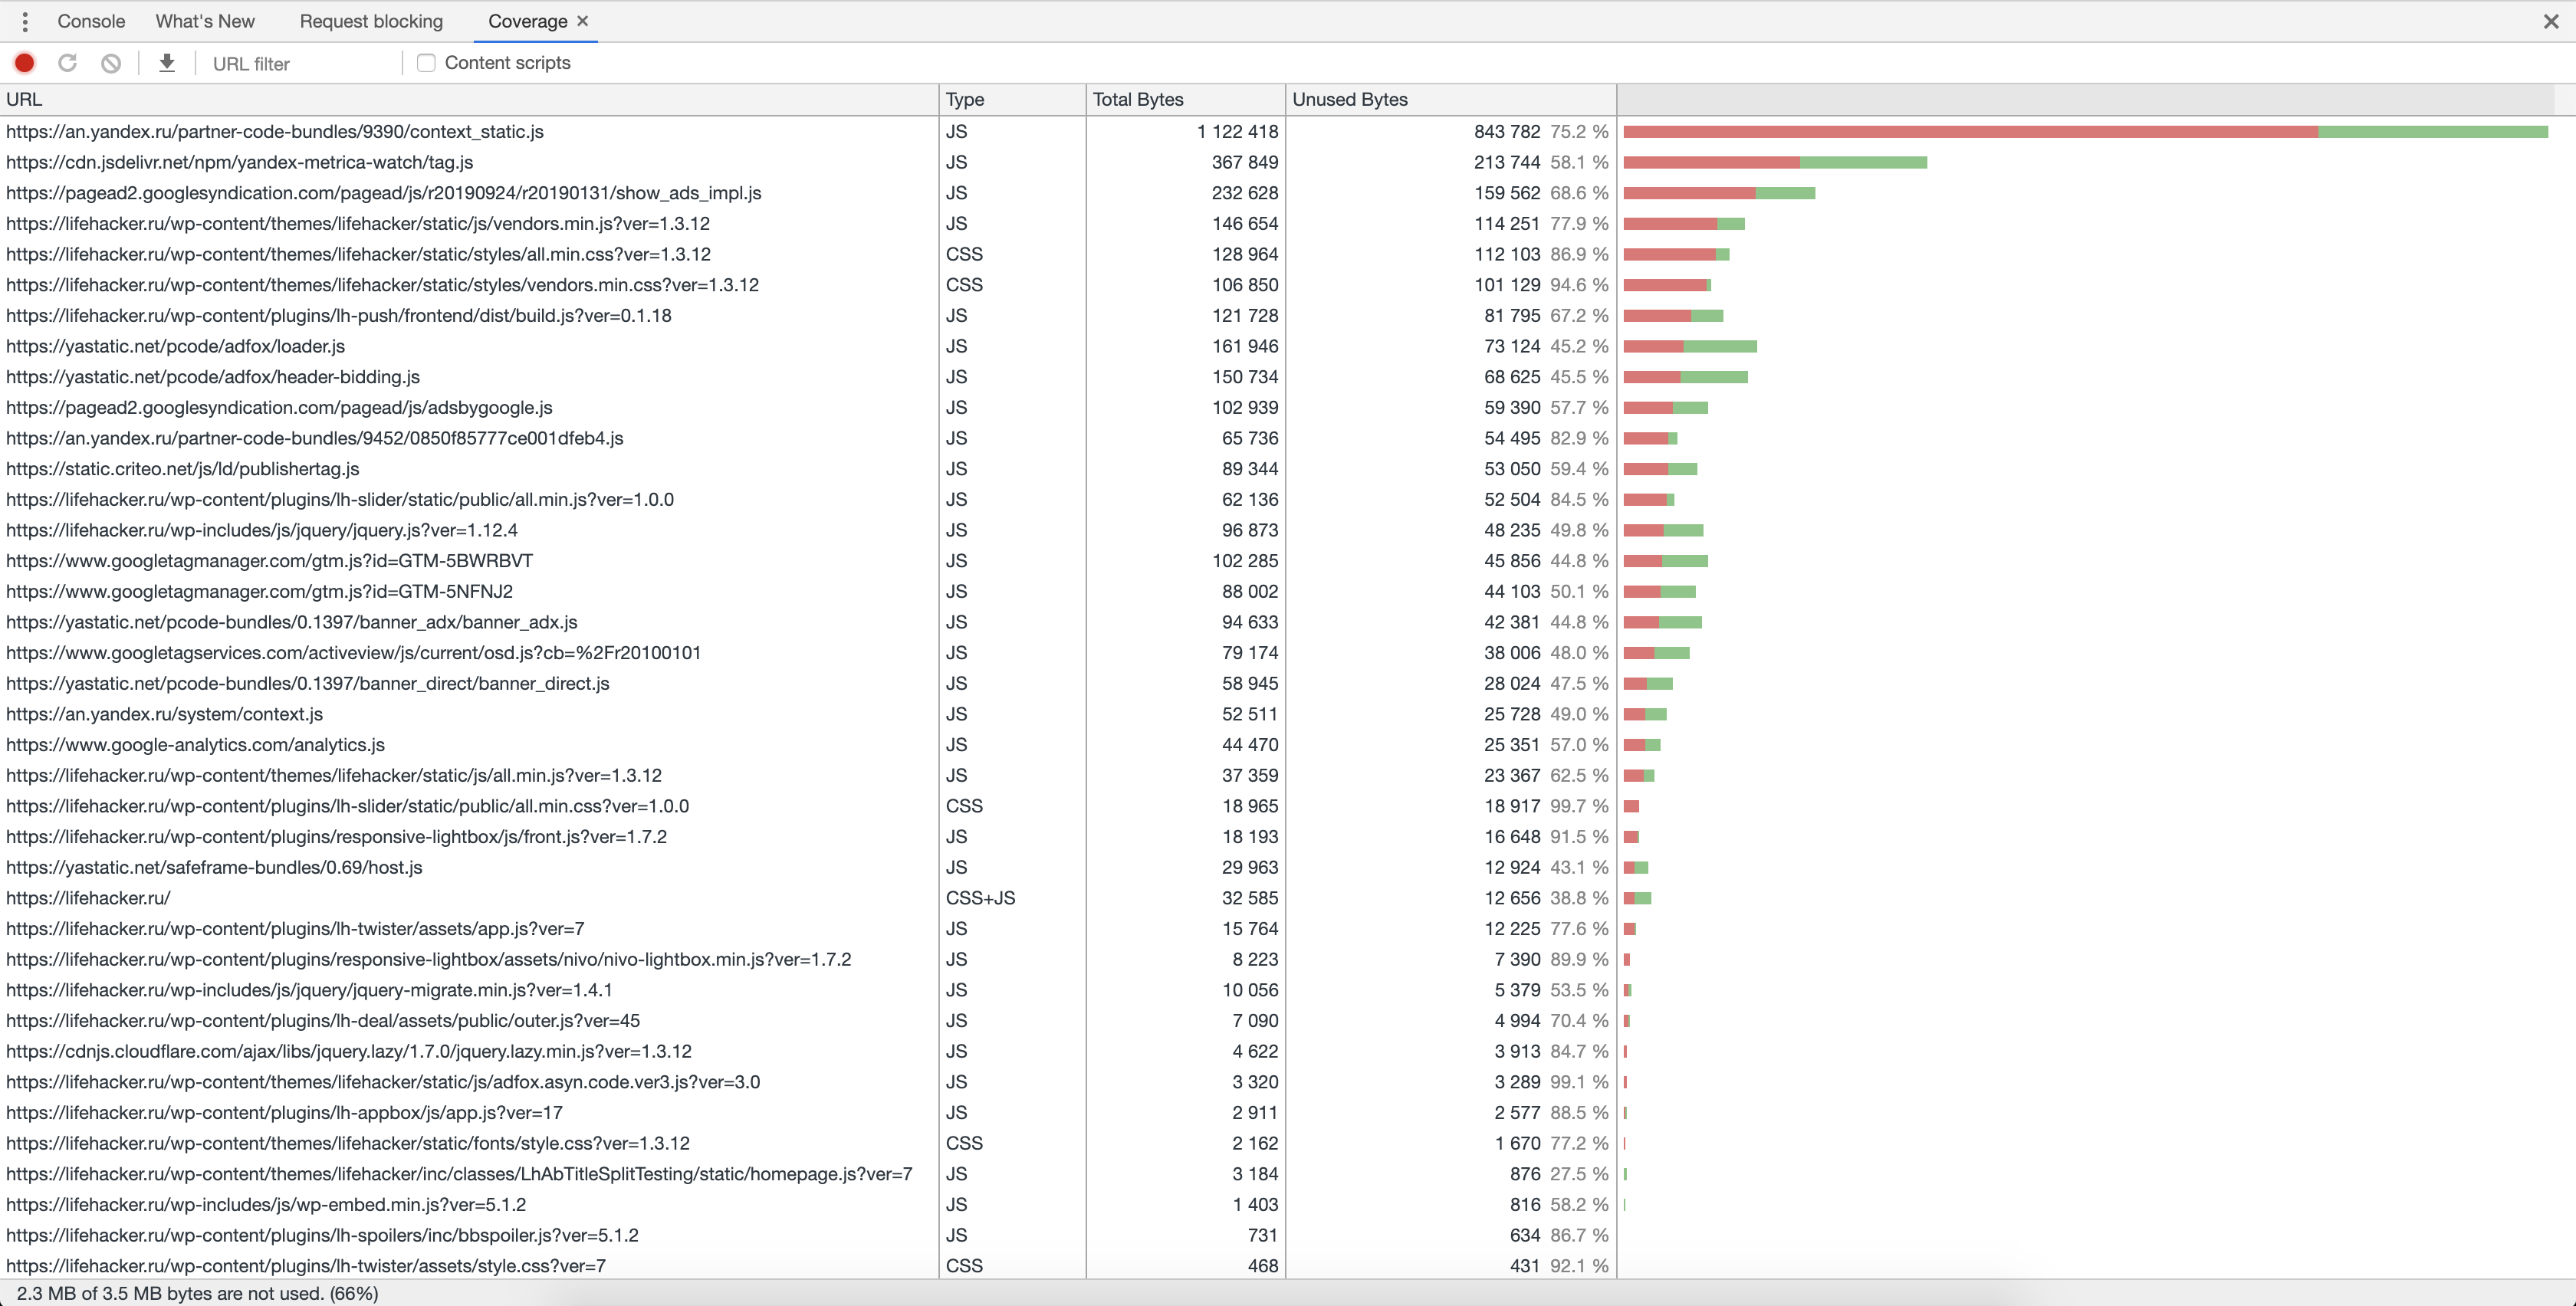 Console What's New Request blocking Coverage ×
URL filter Content scripts
URL Type Total Bytes Unused Bytes
https://an.yandex.ru/partner-code-bundles/9390/context_static.js JS 1 122 418 843 782 75.2 %
https://cdn.jsdelivr.net/npm/yandex-metrica-watch/tag.js JS 367 849 213 744 58.1 %
https://pagead2.googlesyndication.com/pagead/js/r20190924/r20190131/show_ads_impl.js JS 232 628 159 562 68.6 %
https://lifehacker.ru/wp-content/themes/lifehacker/static/js/vendors.min.js?ver=1.3.12 JS 146 654 114 251 77.9 %
https://lifehacker.ru/wp-content/themes/lifehacker/static/styles/all.min.css?ver=1.3.12 CSS 128 964 112 103 86.9 %
https://lifehacker.ru/wp-content/themes/lifehacker/static/styles/vendors.min.css?ver=1.3.12 CSS 106 850 101 129 94.6 %
https://lifehacker.ru/wp-content/plugins/lh-push/frontend/dist/build.js?ver=0.1.18 JS 121 728 81 795 67.2 %
https://yastatic.net/pcode/adfox/loader.js JS 161 946 73 124 45.2 %
https://yastatic.net/pcode/adfox/header-bidding.js JS 150 734 68 625 45.5 %
https://pagead2.googlesyndication.com/pagead/js/adsbygoogle.js JS 102 939 59 390 57.7 %
https://an.yandex.ru/partner-code-bundles/9452/0850f85777ce001dfeb4.js JS 65 736 54 495 82.9 %
https://static.criteo.net/js/ld/publishertag.js JS 89 344 53 050 59.4 %
https://lifehacker.ru/wp-content/plugins/lh-slider/static/public/all.min.js?ver=1.0.0 JS 62 136 52 504 84.5 %
https://lifehacker.ru/wp-includes/js/jquery/jquery.js?ver=1.12.4 JS 96 873 48 235 49.8 %
https://www.googletagmanager.com/gtm.js?id=GTM-5BWRBVT JS 102 285 45 856 44.8 %
https://www.googletagmanager.com/gtm.js?id=GTM-5NFNJ2 JS 88 002 44 103 50.1 %
https://yastatic.net/pcode-bundles/0.1397/banner_adx/banner_adx.js JS 94 633 42 381 44.8 %
https://www.googletagservices.com/activeview/js/current/osd.js?cb=%2Fr20100101 JS 79 174 38 006 48.0 %
https://yastatic.net/pcode-bundles/0.1397/banner_direct/banner_direct.js JS 58 945 28 024 47.5 %
https://an.yandex.ru/system/context.js JS 52 511 25 728 49.0 %
https://www.google-analytics.com/analytics.js JS 44 470 25 351 57.0 %
https://lifehacker.ru/wp-content/themes/lifehacker/static/js/all.min.js?ver=1.3.12 JS 37 359 23 367 62.5 %
https://lifehacker.ru/wp-content/plugins/lh-slider/static/public/all.min.css?ver=1.0.0 CSS 18 965 18 917 99.7 %
https://lifehacker.ru/wp-content/plugins/responsive-lightbox/js/front.js?ver=1.7.2 JS 18 193 16 648 91.5 %
https://yastatic.net/safeframe-bundles/0.69/host.js JS 29 963 12 924 43.1 %
https://lifehacker.ru/ CSS+JS 32 585 12 656 38.8 %
https://lifehacker.ru/wp-content/plugins/lh-twister/assets/app.js?ver=7 JS 15 764 12 225 77.6 %
https://lifehacker.ru/wp-content/plugins/responsive-lightbox/assets/nivo/nivo-lightbox.min.js?ver=1.7.2 JS 8 223 7 390 89.9 %
https://lifehacker.ru/wp-includes/js/jquery/jquery-migrate.min.js?ver=1.4.1 JS 10 056 5 379 53.5 %
https://lifehacker.ru/wp-content/plugins/lh-deal/assets/public/outer.js?ver=45 JS 7 090 4 994 70.4 %
https://cdnjs.cloudflare.com/ajax/libs/jquery.lazy/1.7.0/jquery.lazy.min.js?ver=1.3.12 JS 4 622 3 913 84.7 %
https://lifehacker.ru/wp-content/themes/lifehacker/static/js/adfox.asyn.code.ver3.js?ver=3.0 JS 3 320 3 289 99.1 %
https://lifehacker.ru/wp-content/plugins/lh-appbox/js/app.js?ver=17 JS 2 911 2 577 88.5 %
https://lifehacker.ru/wp-content/themes/lifehacker/static/fonts/style.css?ver=1.3.12 CSS 2 162 1 670 77.2 %
https://lifehacker.ru/wp-content/themes/lifehacker/inc/classes/LhAbTitleSplitTesting/static/homepage.js?ver=7 JS 3 184 876 27.5 %
https://lifehacker.ru/wp-includes/js/wp-embed.min.js?ver=5.1.2 JS 1 403 816 58.2 %
https://lifehacker.ru/wp-content/plugins/lh-spoilers/inc/bbspoiler.js?ver=5.1.2 JS 731 634 86.7 %
https://lifehacker.ru/wp-content/plugins/lh-twister/assets/style.css?ver=7 CSS 468 431 92.1 %
2.3 MB of 3.5 MB bytes are not used. (66%)